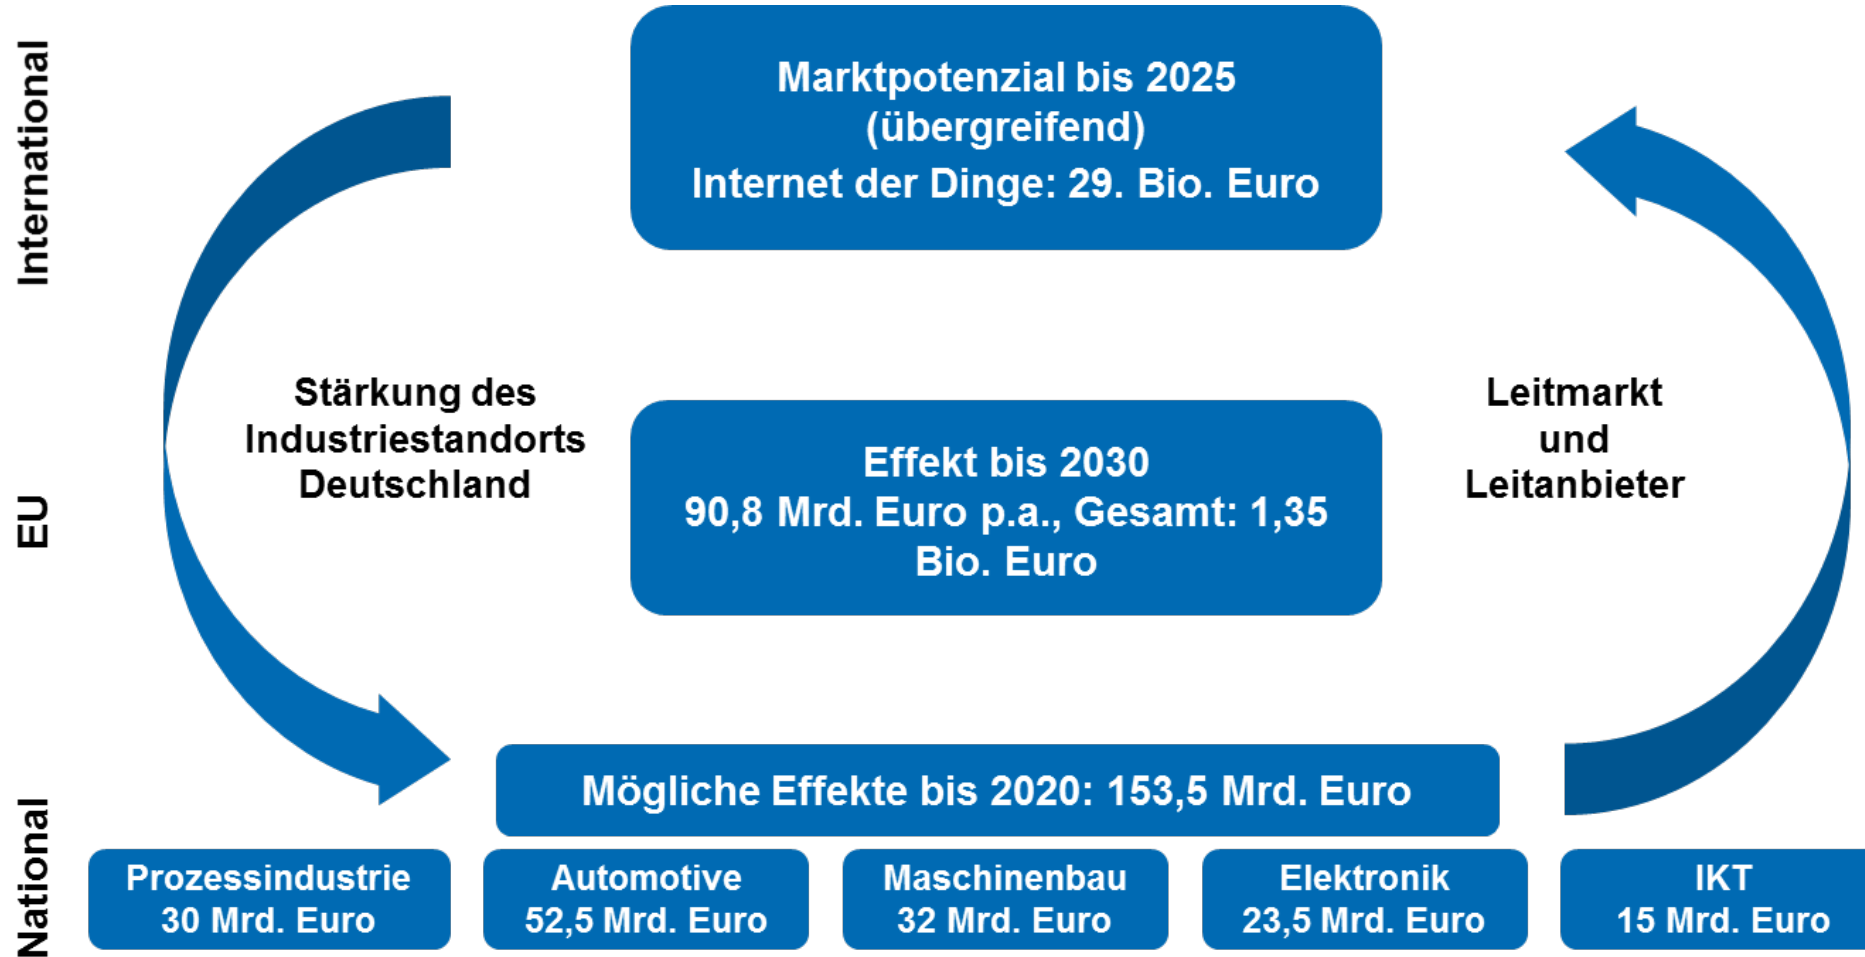 International
Marktpotenzial bis 2025
(übergreifend)
Internet der Dinge: 29. Bio. Euro
Stärkung des
Industriestandorts
Deutschland
Leitmarkt
und
Leitanbieter
EU
Effekt bis 2030
90,8 Mrd. Euro p.a., Gesamt: 1,35
Bio. Euro
National
Mögliche Effekte bis 2020: 153,5 Mrd. Euro
Prozessindustrie
30 Mrd. Euro
Automotive
52,5 Mrd. Euro
Maschinenbau
32 Mrd. Euro
Elektronik
23,5 Mrd. Euro
IKT
15 Mrd. Euro